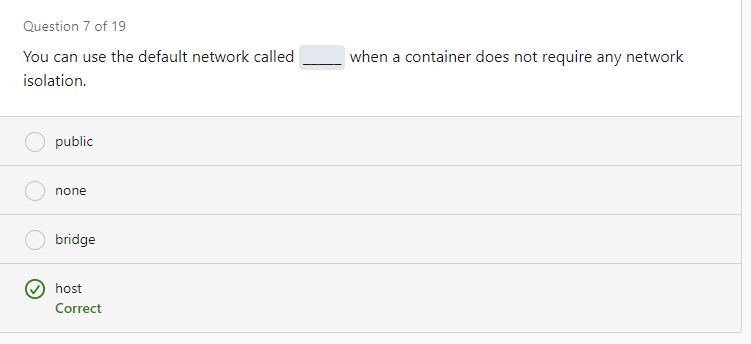 Question 7 of 19
You can use the default network called _____ when a container does not require any network
isolation.
public
none
bridge
host
Correct